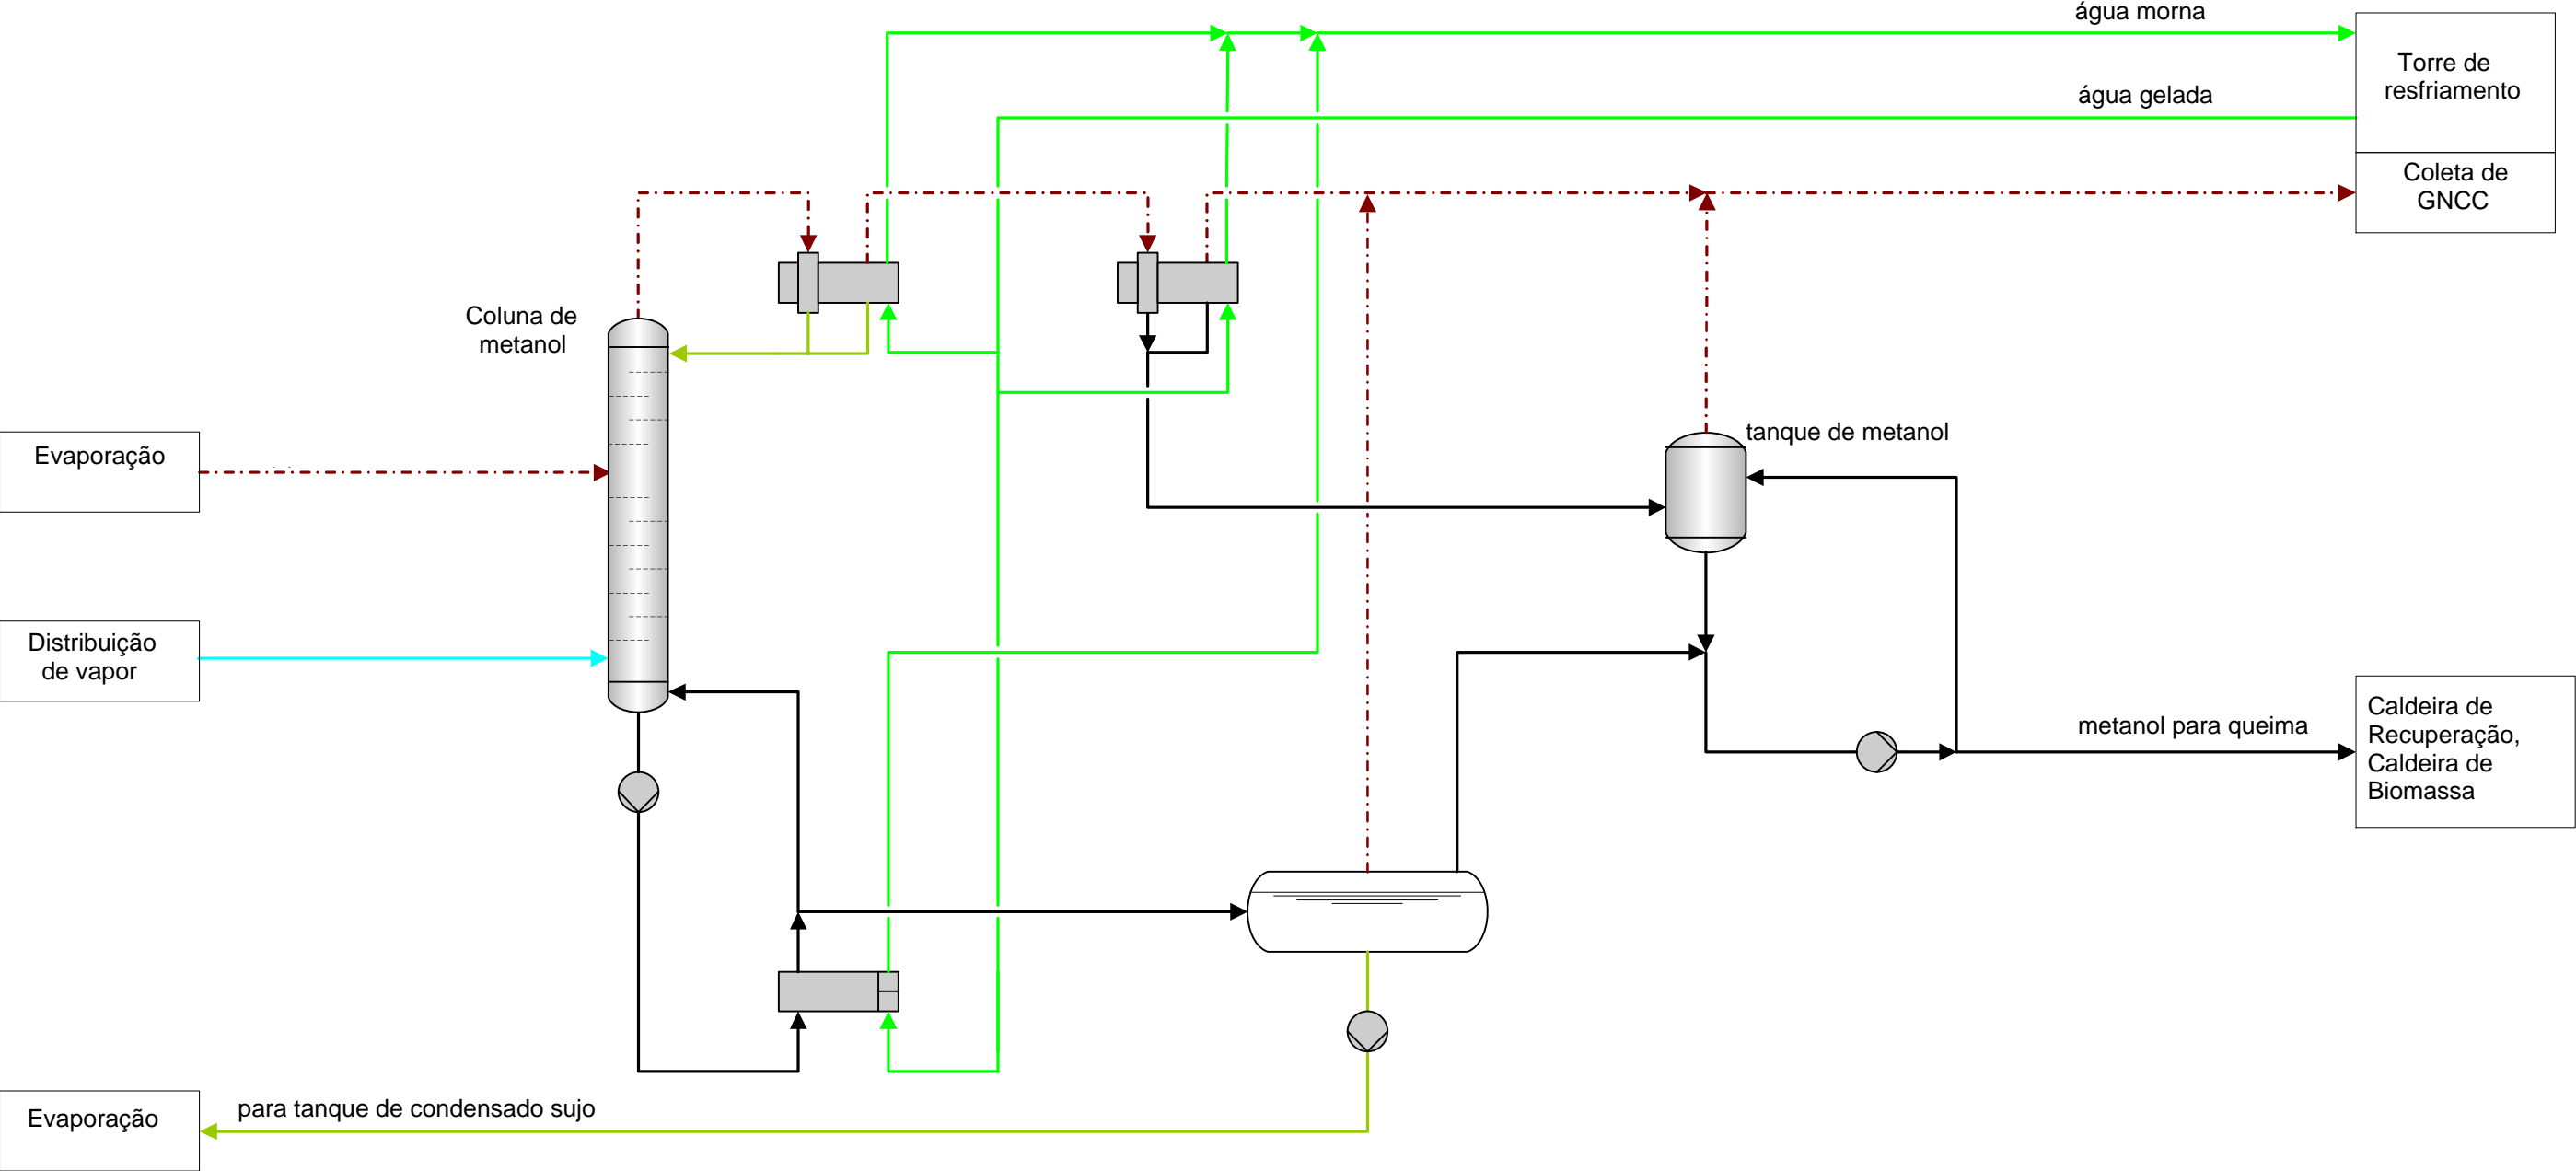 água morna
Torre de
resfriamento
água gelada
Coleta de
GNCC
Coluna de
metanol
tanque de metanol
Evaporação
Distribuição
de vapor
metanol para queima
Caldeira de
Recuperação,
Caldeira de
Biomassa
Evaporação
para tanque de condensado sujo